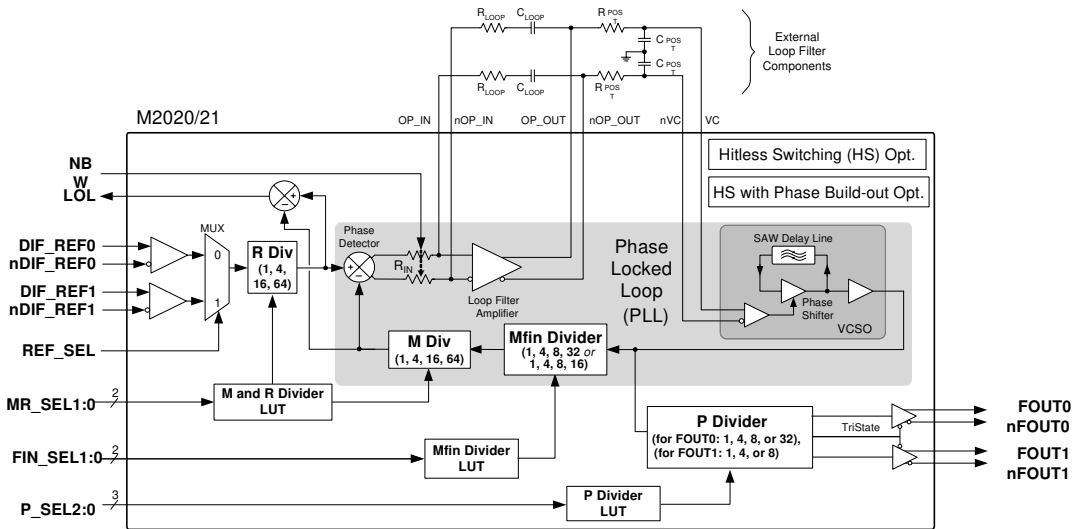 R LOOP
C LOOP
R POS
T
C POS
T
C POS
T
External
Loop Filter
Components
R LOOP
C LOOP
R POS
T
M2020/21
OP_IN
nOP_IN
OP_OUT
nOP_OUT
nVC
VC
Hitless Switching (HS) Opt.
HS with Phase Build-out Opt.
NB
W
LOL
+
−
MUX
DIF_REF0
nDIF_REF0
0
R Div
(1, 4,
16, 64)
DIF_REF1
nDIF_REF1
1
REF_SEL
Phase
Detector
+
−
R IN
Loop Filter
Amplifier
Phase
Locked
Loop
(PLL)
SAW Delay Line
Phase
Shifter
VCSO
M Div
(1, 4, 16, 64)
Mfin Divider
(1, 4, 8, 32 or
1, 4, 8, 16)
MR_SEL1:0
2
M and R Divider
LUT
FIN_SEL1:0
2
Mfin Divider
LUT
P Divider
(for FOUT0: 1, 4, 8, or 32),
(for FOUT1: 1, 4, or 8)
TriState
FOUT0
nFOUT0
FOUT1
nFOUT1
P_SEL2:0
3
P Divider
LUT